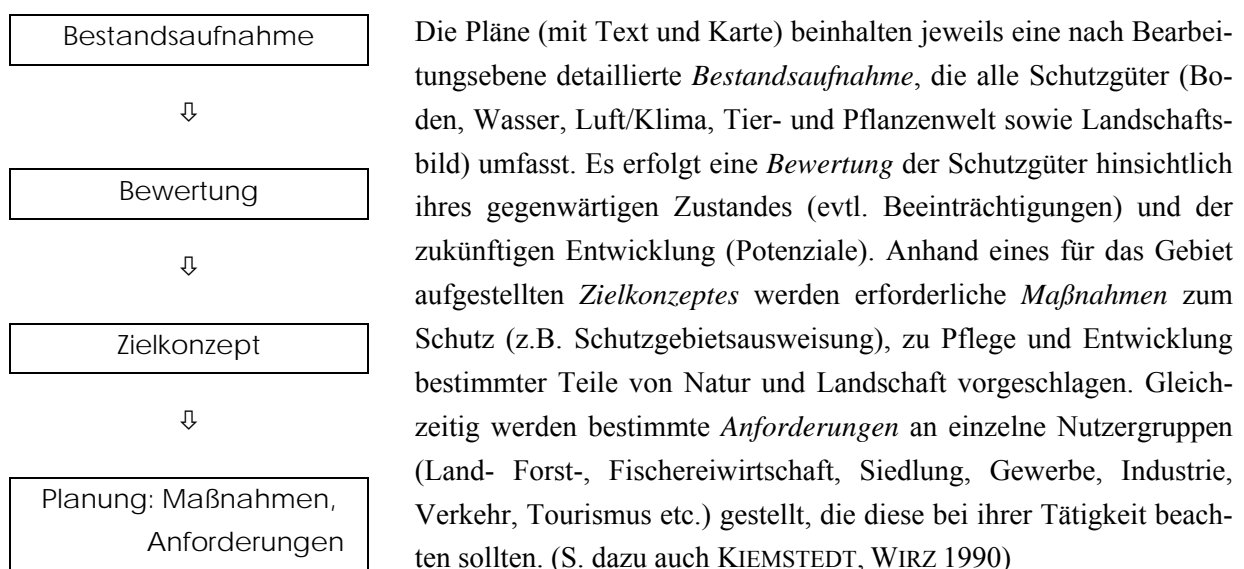 Bestandsaufnahme
⇩
Bewertung
⇩
Zielkonzept
⇩
Planung: Maßnahmen,
Anforderungen
Die Pläne (mit Text und Karte) beinhalten jeweils eine nach Bearbei-
tungsebene detaillierte Bestandsaufnahme, die alle Schutzgüter (Bo-
den, Wasser, Luft/Klima, Tier- und Pflanzenwelt sowie Landschafts-
bild) umfasst. Es erfolgt eine Bewertung der Schutzgüter hinsichtlich
ihres gegenwärtigen Zustandes (evtl. Beeinträchtigungen) und der
zukünftigen Entwicklung (Potenziale). Anhand eines für das Gebiet
aufgestellten Zielkonzeptes werden erforderliche Maßnahmen zum
Schutz (z.B. Schutzgebietsausweisung), zu Pflege und Entwicklung
bestimmter Teile von Natur und Landschaft vorgeschlagen. Gleich-
zeitig werden bestimmte Anforderungen an einzelne Nutzergruppen
(Land- Forst-, Fischereiwirtschaft, Siedlung, Gewerbe, Industrie,
Verkehr, Tourismus etc.) gestellt, die diese bei ihrer Tätigkeit beach-
ten sollten. (S. dazu auch KIEMSTEDT, WIRZ 1990)